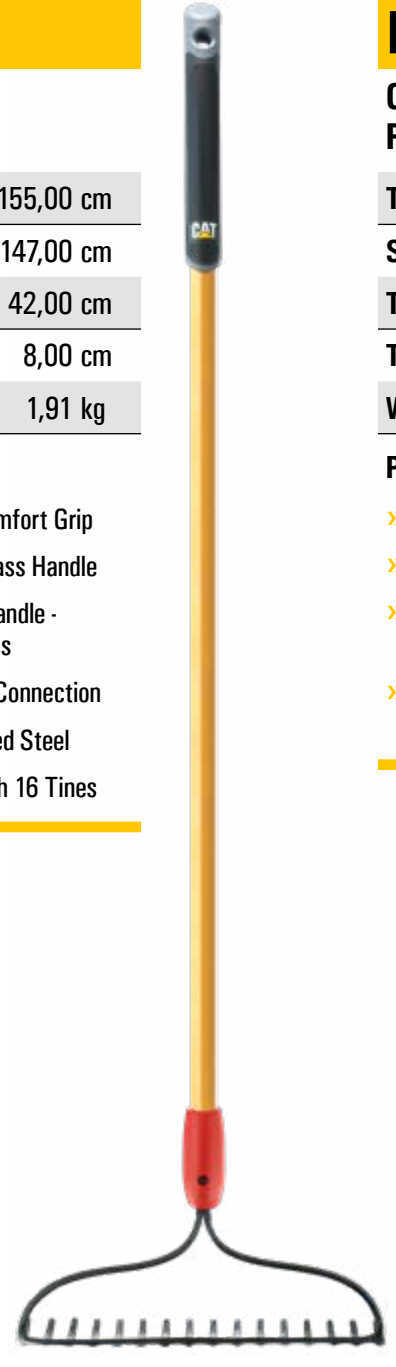 155,00 cm
147,00 cm
42,00 cm
8,00 cm
1,91 kg
mfort Grip
ass Handle
andle -
s
Connection
ed Steel
h 16 Tines
CAT
T
S
T
T
W
P
»
»
»
»